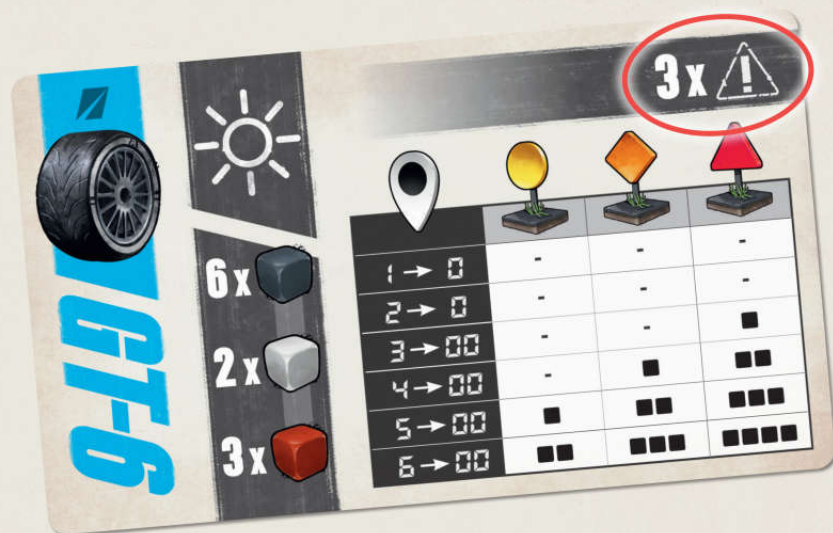 3x
GT-6
6x
2x
3x
1→0 - - -
2→0 - - -
3→00 - -
4→00 -
5→00
6→00